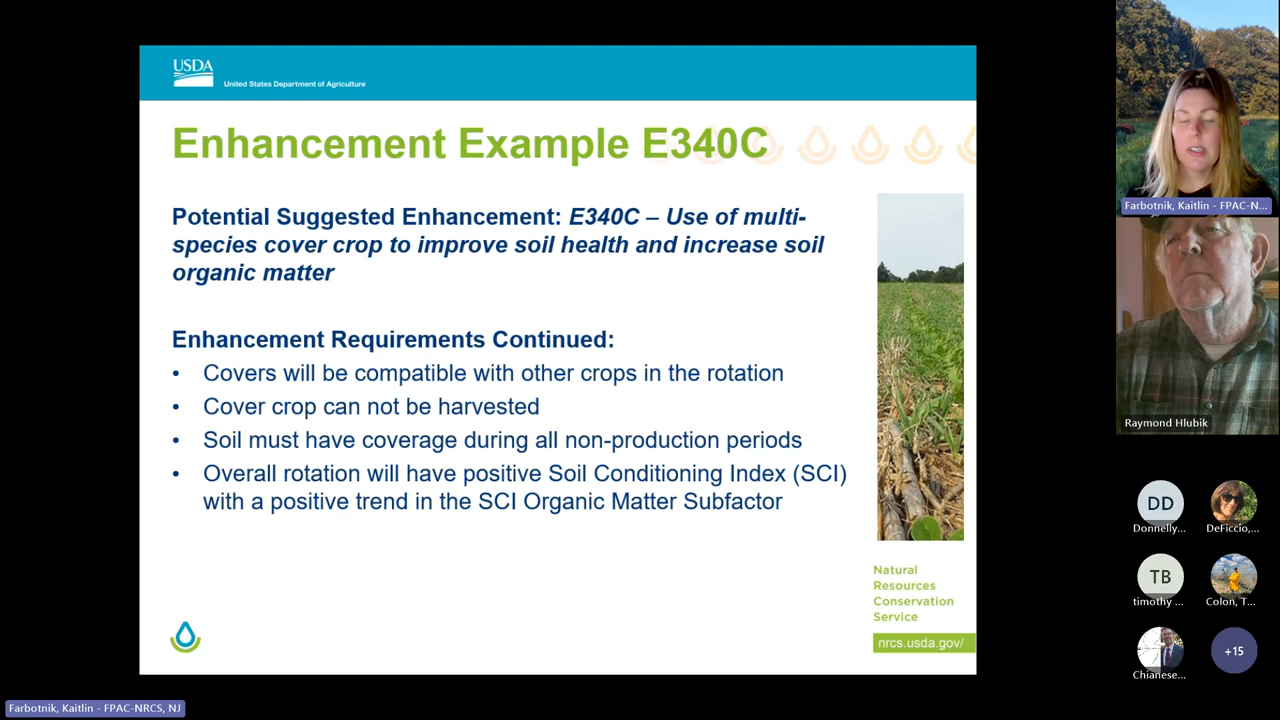 USDA
United States Department of Agriculture
Enhancement Example E340C
Potential Suggested Enhancement: E340C – Use of multi-
species cover crop to improve soil health and increase soil
organic matter
Enhancement Requirements Continued:
• Covers will be compatible with other crops in the rotation
• Cover crop can not be harvested
• Soil must have coverage during all non-production periods
• Overall rotation will have positive Soil Conditioning Index (SCI)
with a positive trend in the SCI Organic Matter Subfactor
Natural
Resources
Conservation
Service
nrcs.usda.gov/
Farbotnik, Kaitlin - FPAC-N...
Raymond Hlubik
DD
Donnelly...
DeFiccio,...
TB
timothy ...
Colon, T...
Chianese...
+15
Farbotnik, Kaitlin - FPAC-NRCS, NJ